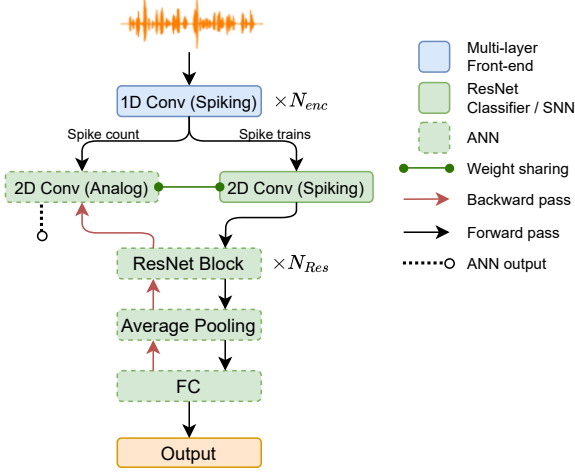 1D Conv (Spiking)
×N_enc
Spike count
Spike trains
2D Conv (Analog)
2D Conv (Spiking)
ResNet Block
×N_Res
Average Pooling
FC
Output
Multi-layer
Front-end
ResNet
Classifier / SNN
ANN
Weight sharing
Backward pass
Forward pass
ANN output